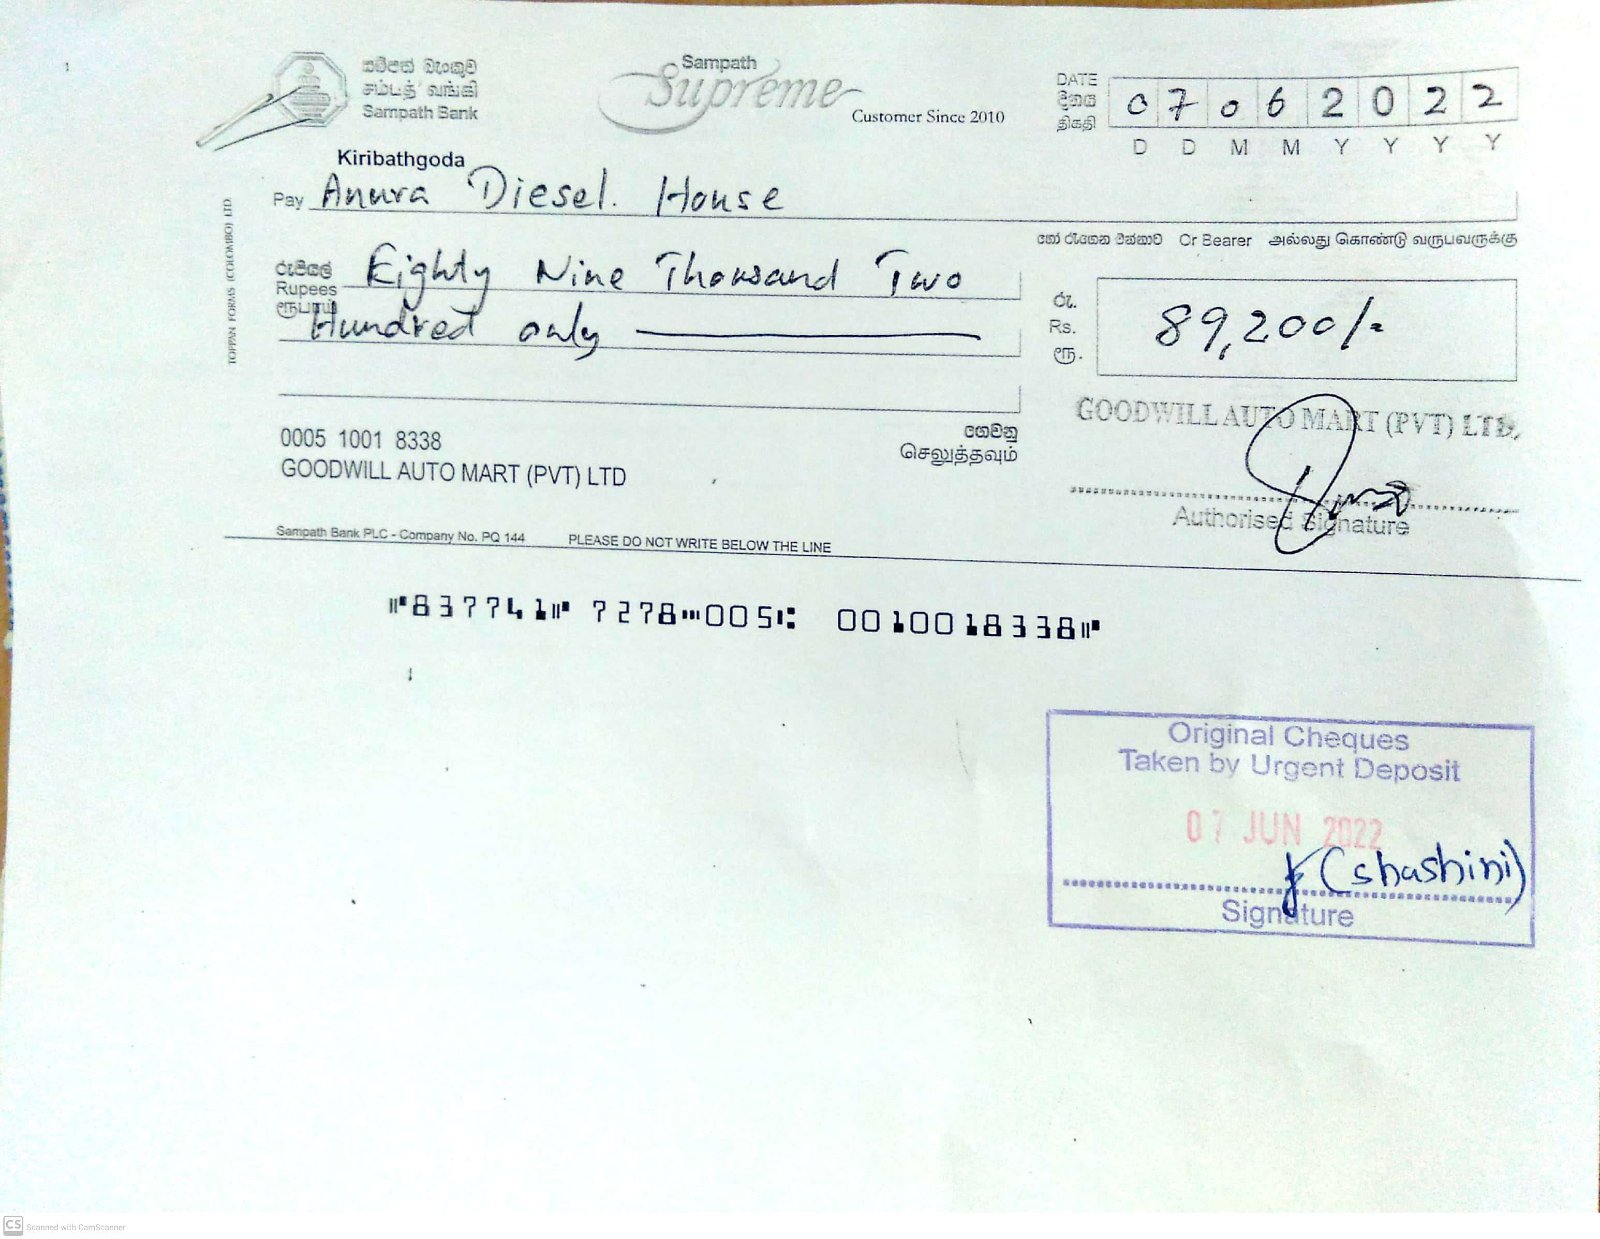 සම්පත් බැංකුව
சம்பத் வங்கி
Sampath Bank
Sampath
Supreme
Customer Since 2010
DATE
දිනය
திகதி
0 7 0 6 2 0 2 2
D D M M Y Y Y Y
Kiribathgoda
Pay Anura Diesel. House
හෝ රැගෙන එන්නාට Or Bearer அல்லது கொண்டு வருபவருக்கு
රුපියල්
Rupees
ரூபாய்
Eighty Nine Thousand Two
Hundred only
රු.
Rs.
ரூ.
89,200/-
TOPPAN FORMS (COLOMBO) LTD
ගෙවනු
செலுத்தவும்
GOODWILL AUTO MART (PVT) LTD.
0005 1001 8338
GOODWILL AUTO MART (PVT) LTD
Authorised Signature
Sampath Bank PLC - Company No. PQ 144 PLEASE DO NOT WRITE BELOW THE LINE
⑈837741⑈ 7278⑉005⑆ 0010018338⑈
Original Cheques
Taken by Urgent Deposit
07 JUN 2022
(shashini)
Signature
CS Scanned with CamScanner